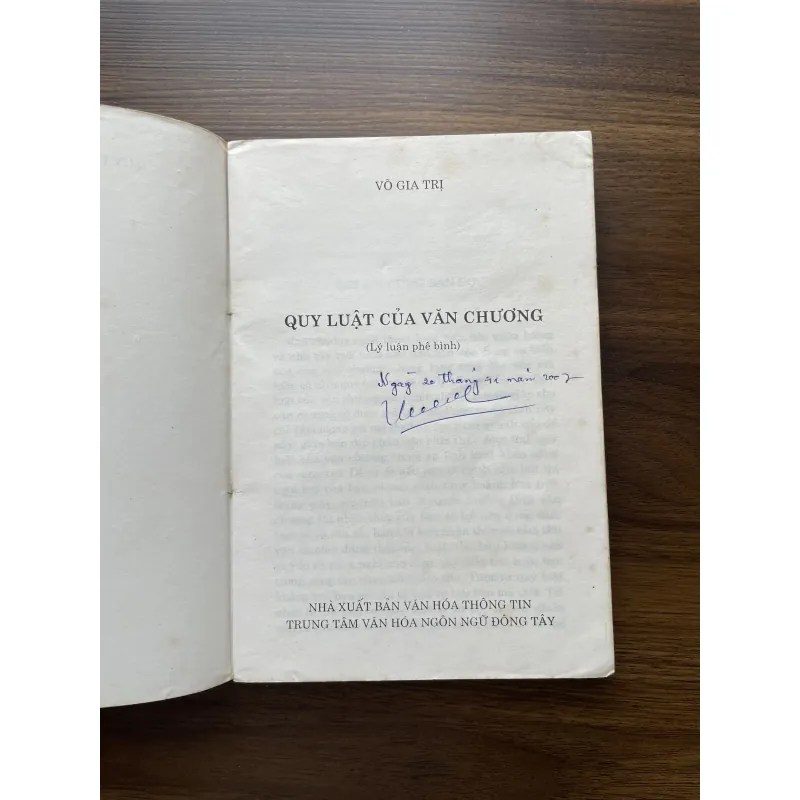 VÕ GIA TRỊ
QUY LUẬT CỦA VĂN CHƯƠNG
(Lý luận phê bình)
Ngày 20 tháng năm 2007
NHÀ XUẤT BẢN VĂN HÓA THÔNG TIN
TRUNG TÂM VĂN HÓA NGÔN NGỮ ĐÔNG TÂY